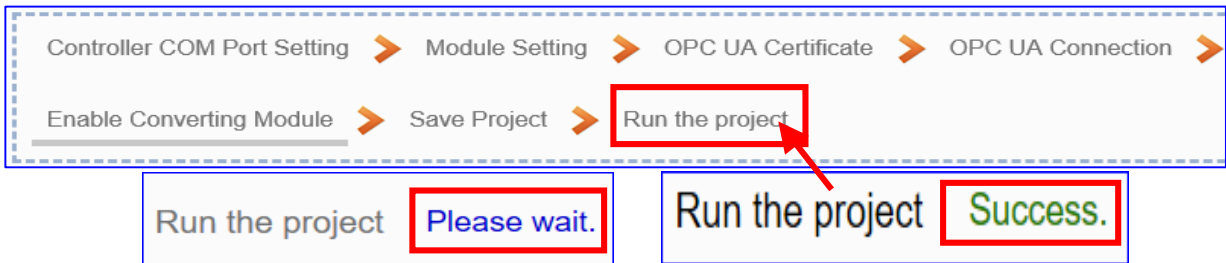 Controller COM Port Setting Module Setting OPC UA Certificate OPC UA Connection
Enable Converting Module Save Project Run the project
Run the project Please wait.
Run the project Success.